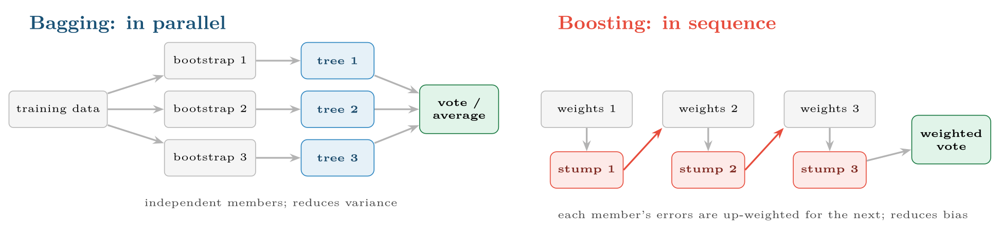 Bagging: in parallel
bootstrap 1
tree 1
training data
bootstrap 2
tree 2
vote /
average
bootstrap 3
tree 3
independent members; reduces variance
Boosting: in sequence
weights 1
weights 2
weights 3
stump 1
stump 2
stump 3
weighted
vote
each member's errors are up-weighted for the next; reduces bias